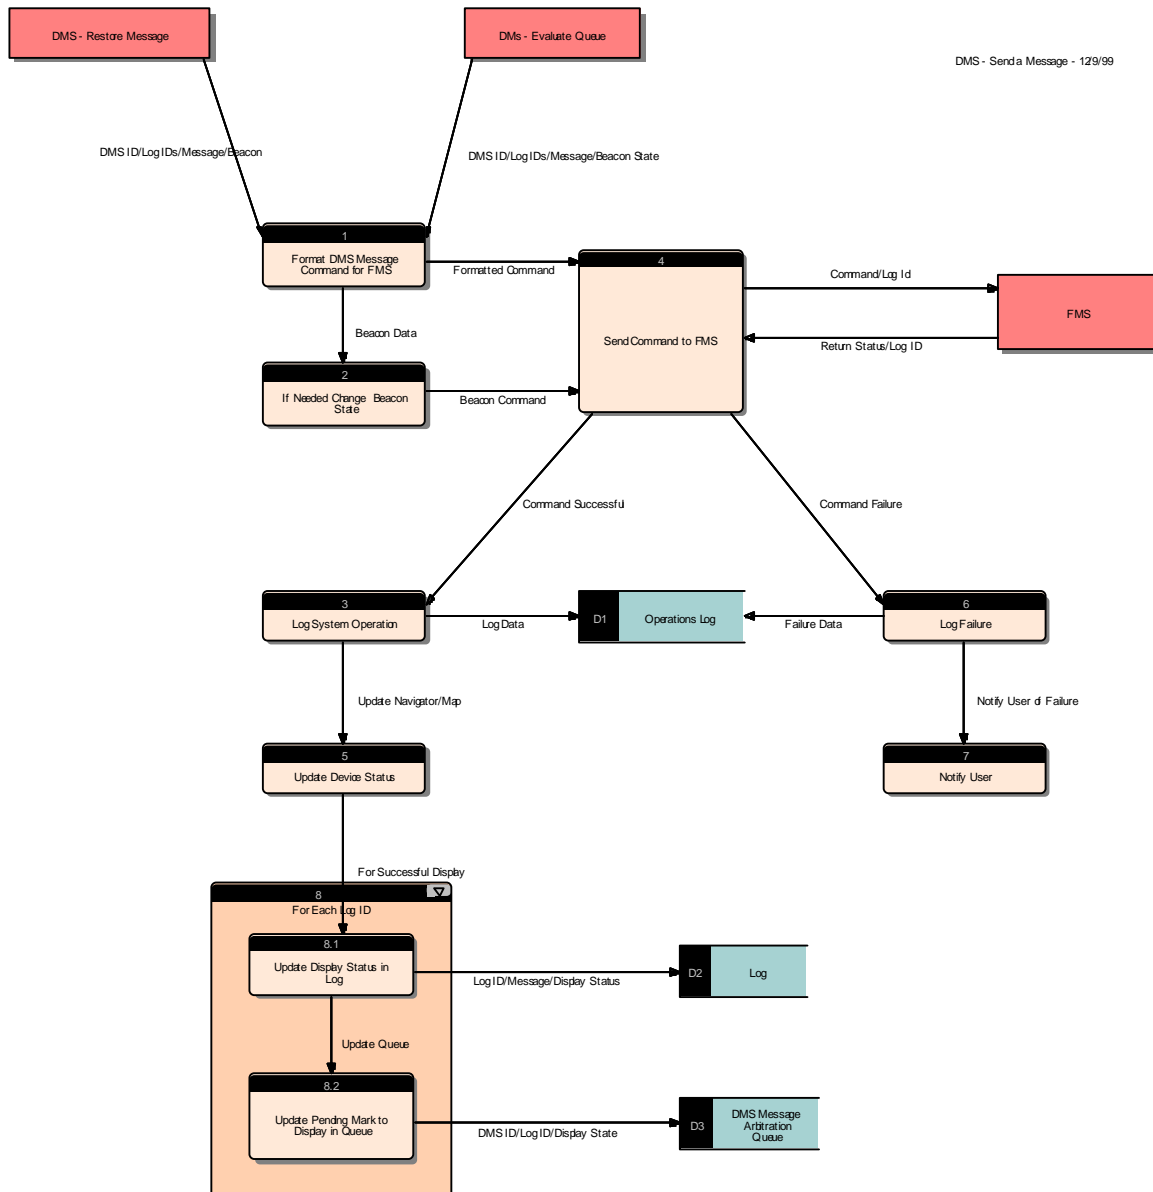 DMS - Restore Message
DMs - Evaluate Queue
DMS - Send a Message - 12/9/99
DMS ID/Log IDs/Message/Beacon
DMS ID/Log IDs/Message/Beacon State
1
Format DMS Message
Command for FMS
Formatted Command
4
Send Command to FMS
Command/Log Id
FMS
Return Status/Log ID
Beacon Data
2
If Needed Change Beacon
State
Beacon Command
Command Successful
Command Failure
3
Log System Operation
Log Data
D1
Operations Log
Failure Data
6
Log Failure
Update Navigator/Map
Notify User of Failure
5
Update Device Status
7
Notify User
For Successful Display
8
For Each Log ID
8.1
Update Display Status in
Log
Log ID/Message/Display Status
D2
Log
Update Queue
8.2
Update Pending Mark to
Display in Queue
DMS ID/Log ID/Display State
D3
DMS Message
Arbitration
Queue